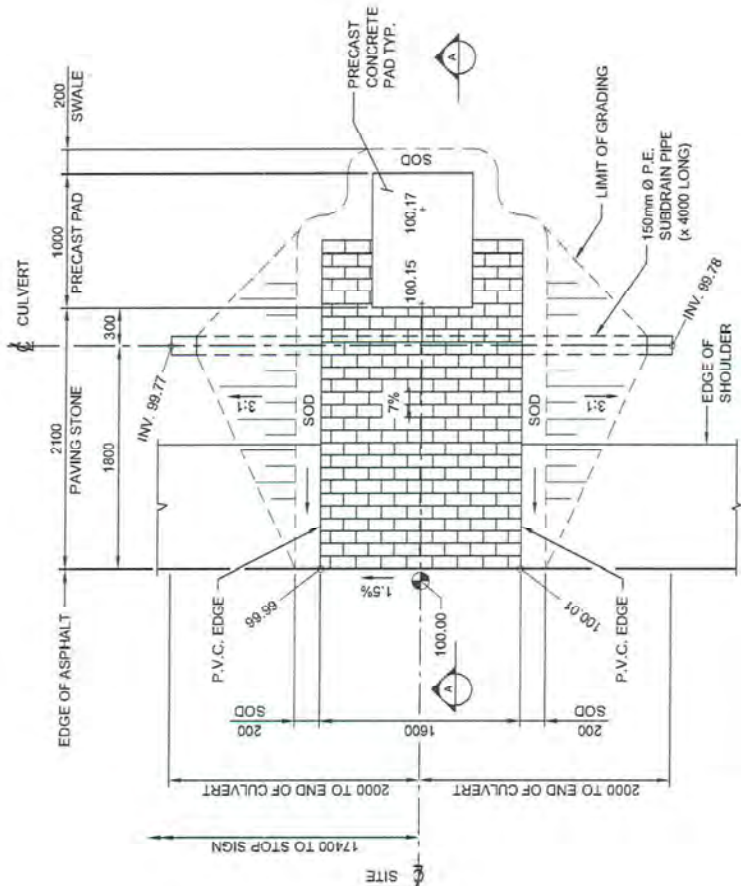 200
SWALE
1000
PRECAST PAD
℄ CULVERT
300
2100
PAVING STONE
1800
EDGE OF ASPHALT
PRECAST
CONCRETE
PAD TYP.
A
SOD
LIMIT OF GRADING
150mm Ø P.E.
SUBDRAIN PIPE
(x 4000 LONG)
100.17
100.15
INV. 99.77
INV. 99.78
3:1
SOD
7%
SOD
3:1
EDGE OF
SHOULDER
P.V.C. EDGE
99.99
1.5%
100.00
100.01
P.V.C. EDGE
A
200
SOD
1600
200
SOD
2000 TO END OF CULVERT
2000 TO END OF CULVERT
17400 TO STOP SIGN
SITE ℄